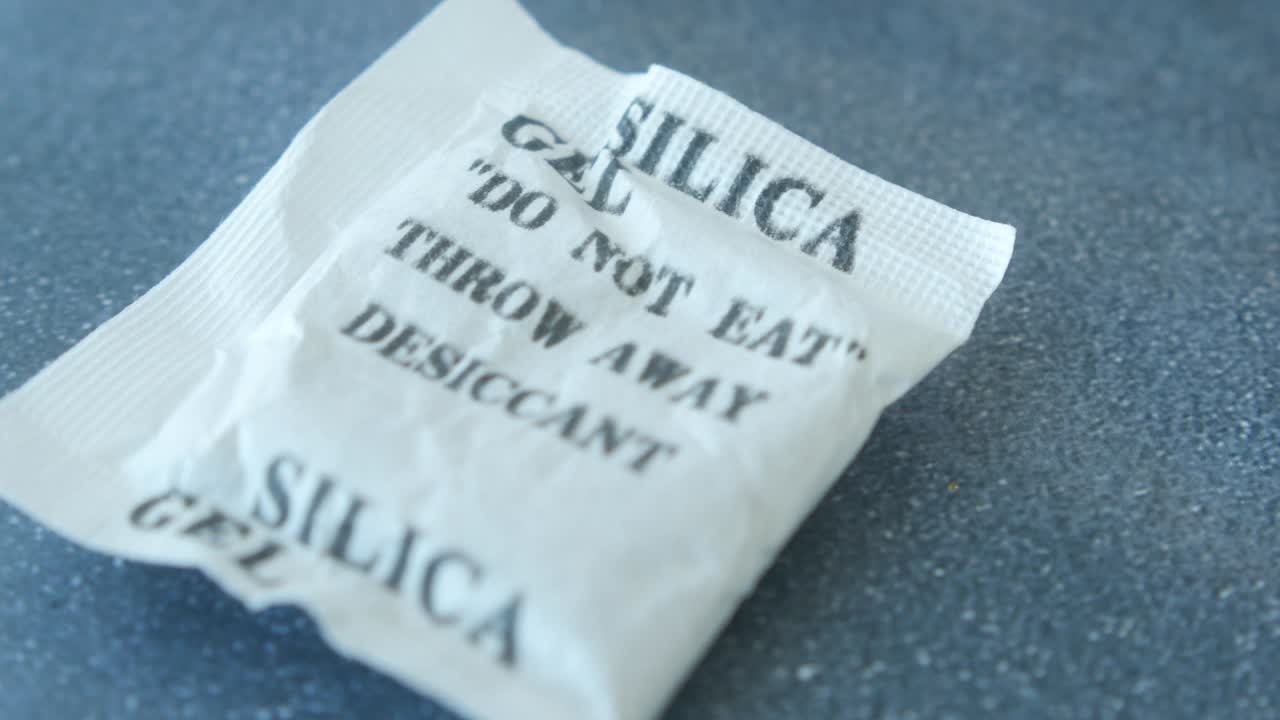 SILICA
GEL
"DO NOT EAT"
THROW AWAY
DESICCANT
SILICA
GEL